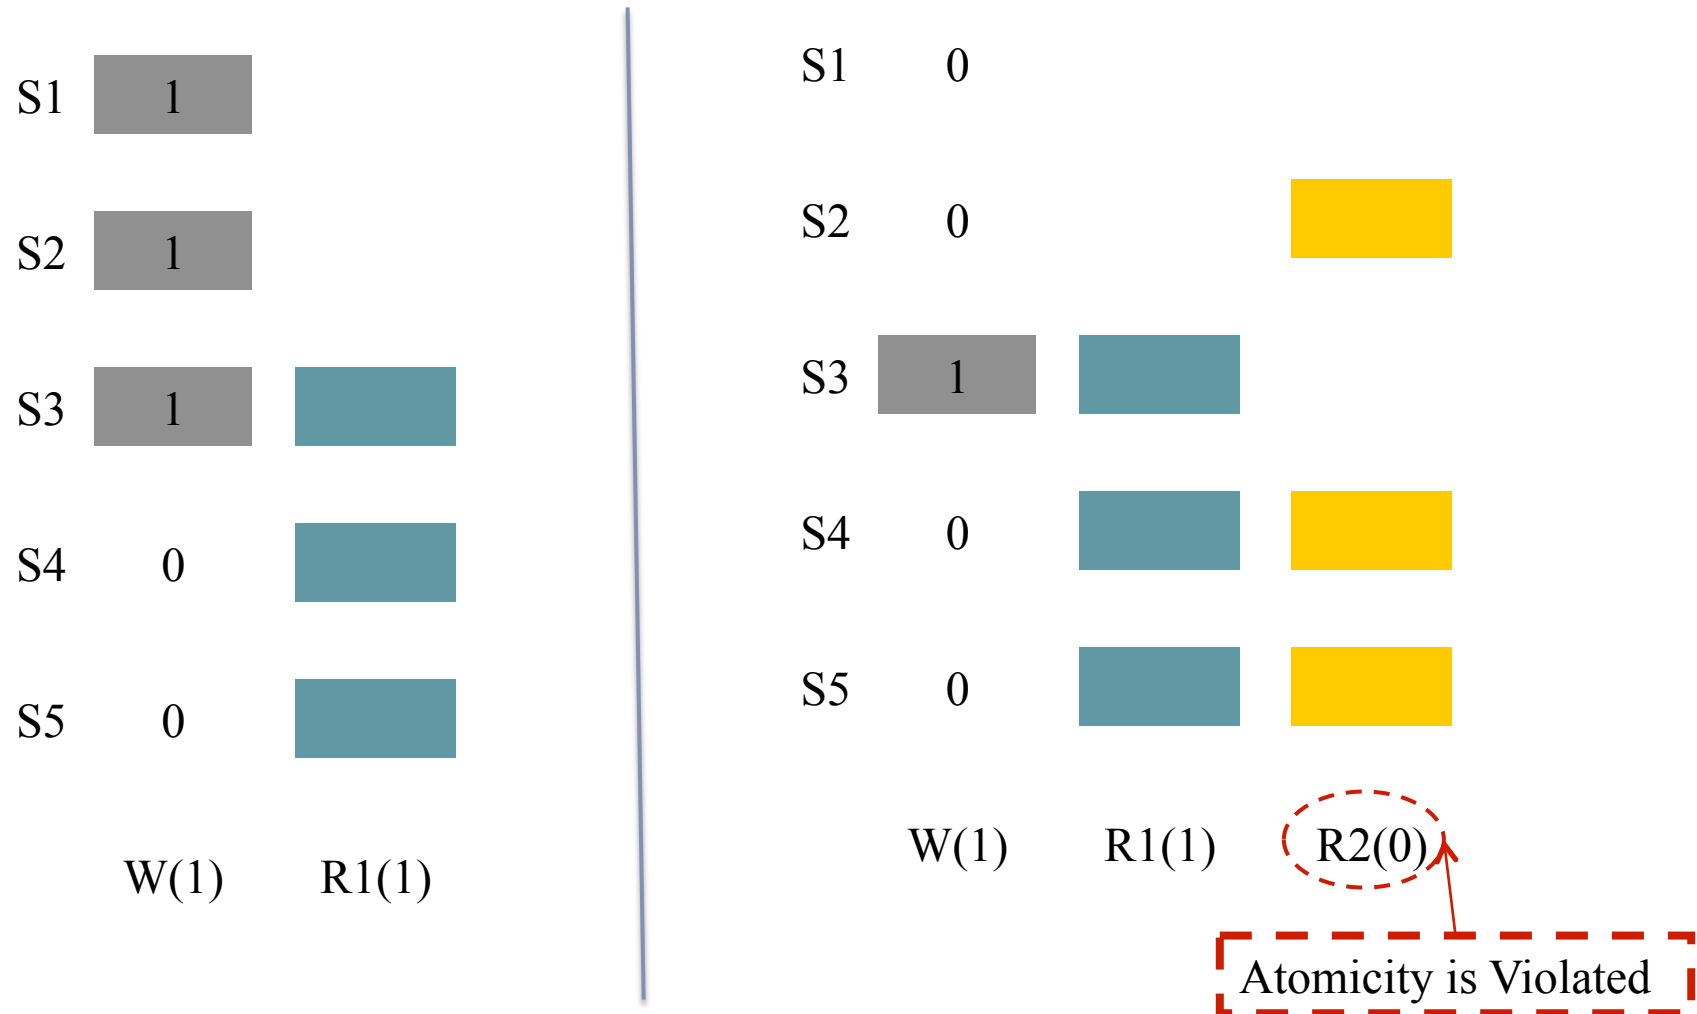 S1 1
S2 1
S3 1
S4 0
S5 0
W(1) R1(1)
S1 0
S2 0
S3 1
S4 0
S5 0
W(1) R1(1) R2(0)
Atomicity is Violated